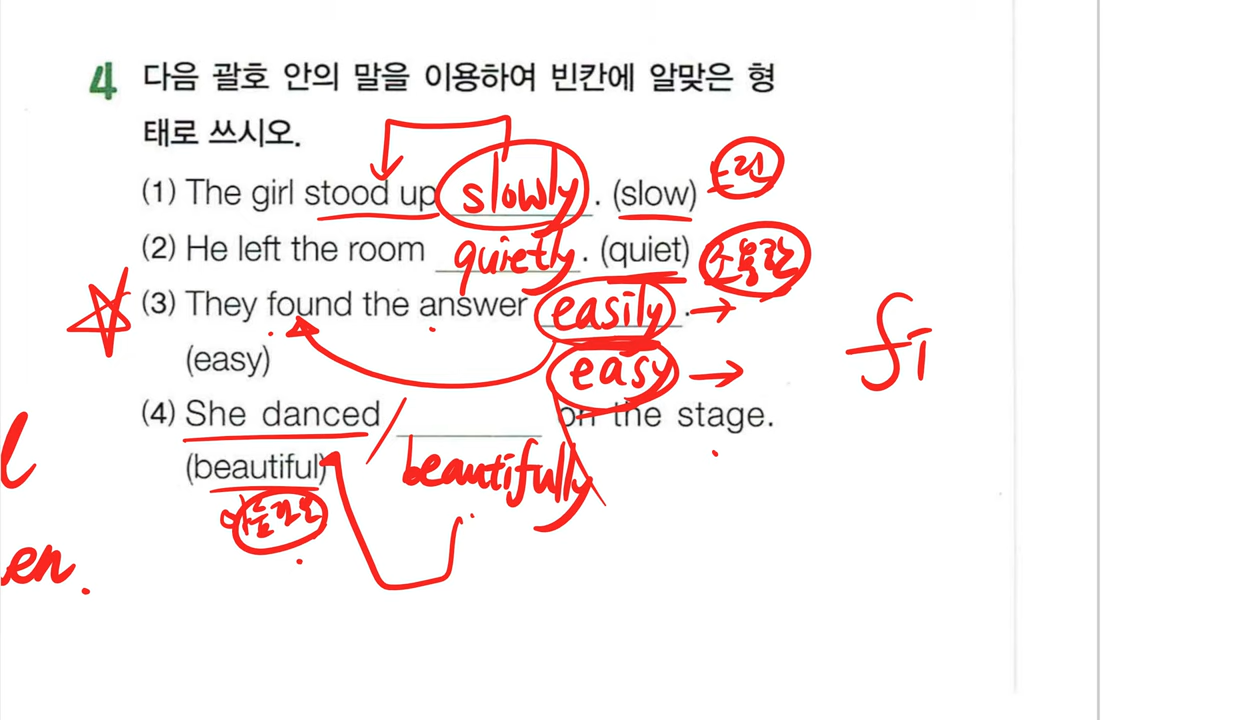 4 다음 괄호 안의 말을 이용하여 빈칸에 알맞은 형
태로 쓰시오.
(1) The girl stood up slowly. (slow) 느린
(2) He left the room quietly. (quiet) 조용한
(3) They found the answer easily. →
(easy) easy →
fi
(4) She danced / on the stage.
(beautiful) beautifully
아름다운
l
en.